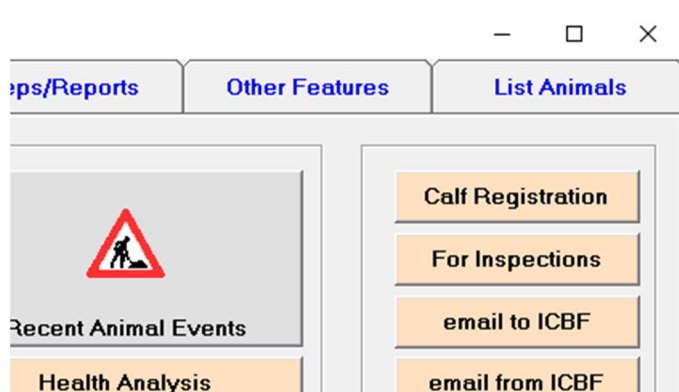 eps/Reports
Other Features
List Animals
Recent Animal Events
Health Analysis
Calf Registration
For Inspections
email to ICBF
email from ICBF